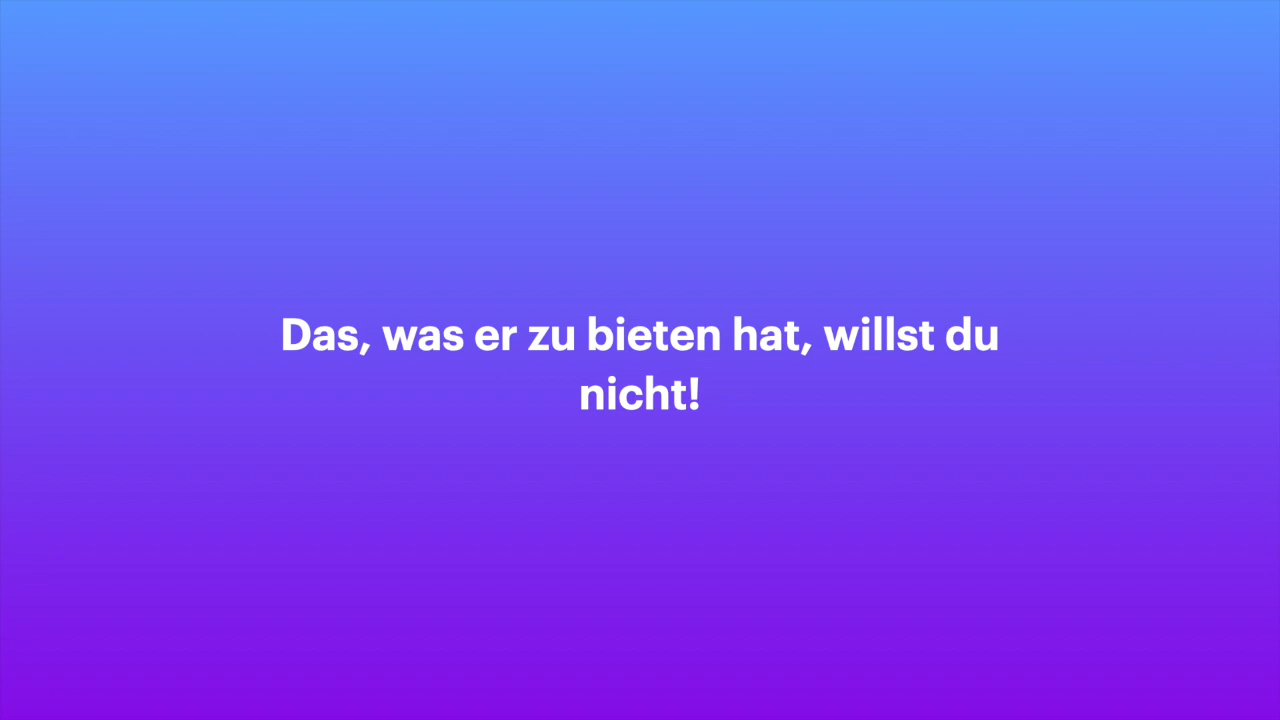 Das, was er zu bieten hat, willst du
nicht!